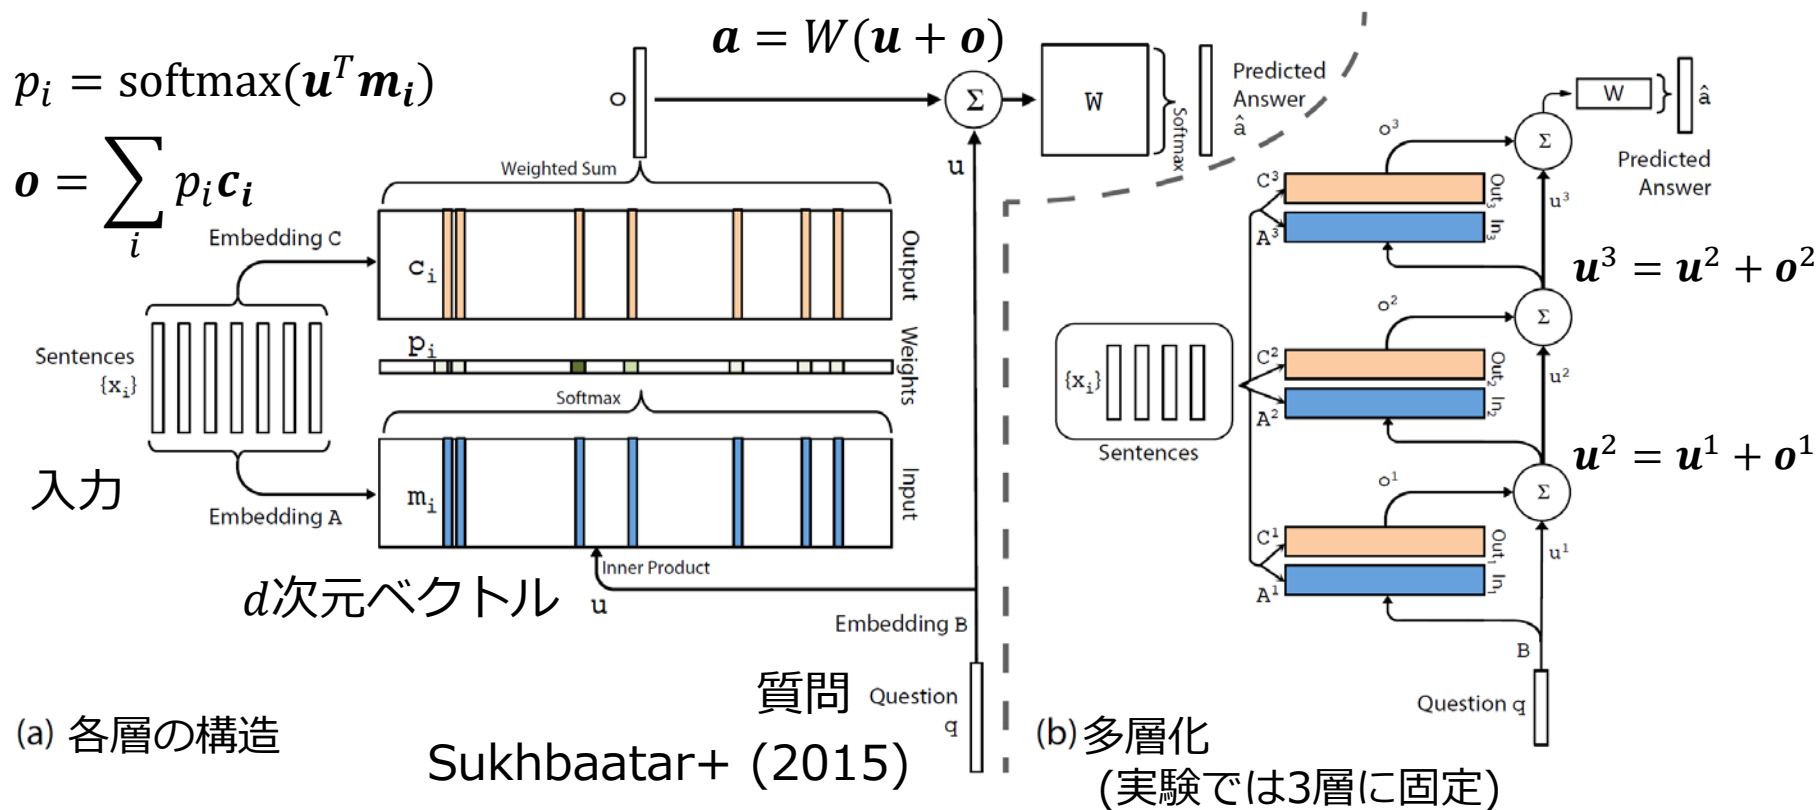 p_i = softmax(u^T m_i)
o = ∑_i p_i c_i
a = W(u + o)
o
Σ
W
Softmax
Predicted
Answer
â
u
Weighted Sum
Embedding C
c_i
Output
Sentences
{x_i}
p_i
Weights
Softmax
入力
m_i
Input
Embedding A
Inner Product
d次元ベクトル
u
Embedding B
質問
Question
q
(a) 各層の構造
Sukhbaatar+ (2015)
W
â
Predicted
Answer
Σ
o^3
C^3
Out_3
A^3
In_3
u^3
u^3 = u^2 + o^2
Σ
o^2
{x_i}
Sentences
C^2
Out_2
A^2
In_2
u^2
u^2 = u^1 + o^1
Σ
o^1
C^1
Out_1
A^1
In_1
u^1
B
Question q
(b) 多層化
(実験では3層に固定)